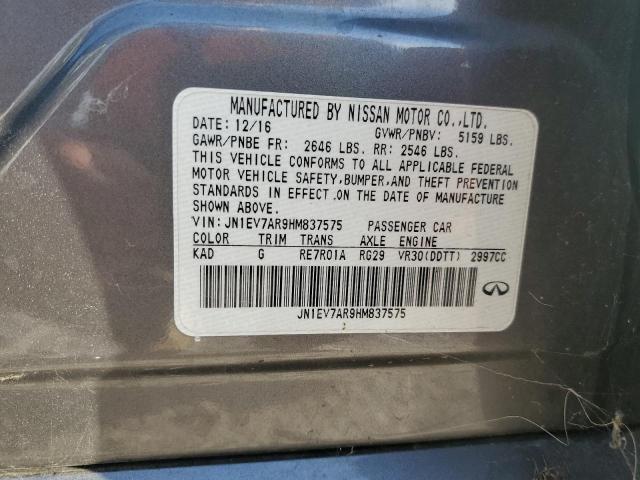 MANUFACTURED BY NISSAN MOTOR CO.,LTD.
DATE: 12/16 GVWR/PNBV: 5159 LBS.
GAWR/PNBE FR: 2646 LBS. RR: 2546 LBS.
THIS VEHICLE CONFORMS TO ALL APPLICABLE FEDERAL
MOTOR VEHICLE SAFETY,BUMPER,AND THEFT PREVENTION
STANDARDS IN EFFECT .ON THE DATE OF MANUFACTURE
SHOWN ABOVE.
VIN:JN1EV7AR9HM837575 PASSENGER CAR
COLOR TRIM TRANS AXLE ENGINE
KAD G RE7R01A RG29 VR30(DDTT) 2997CC
JN1EV7AR9HM837575